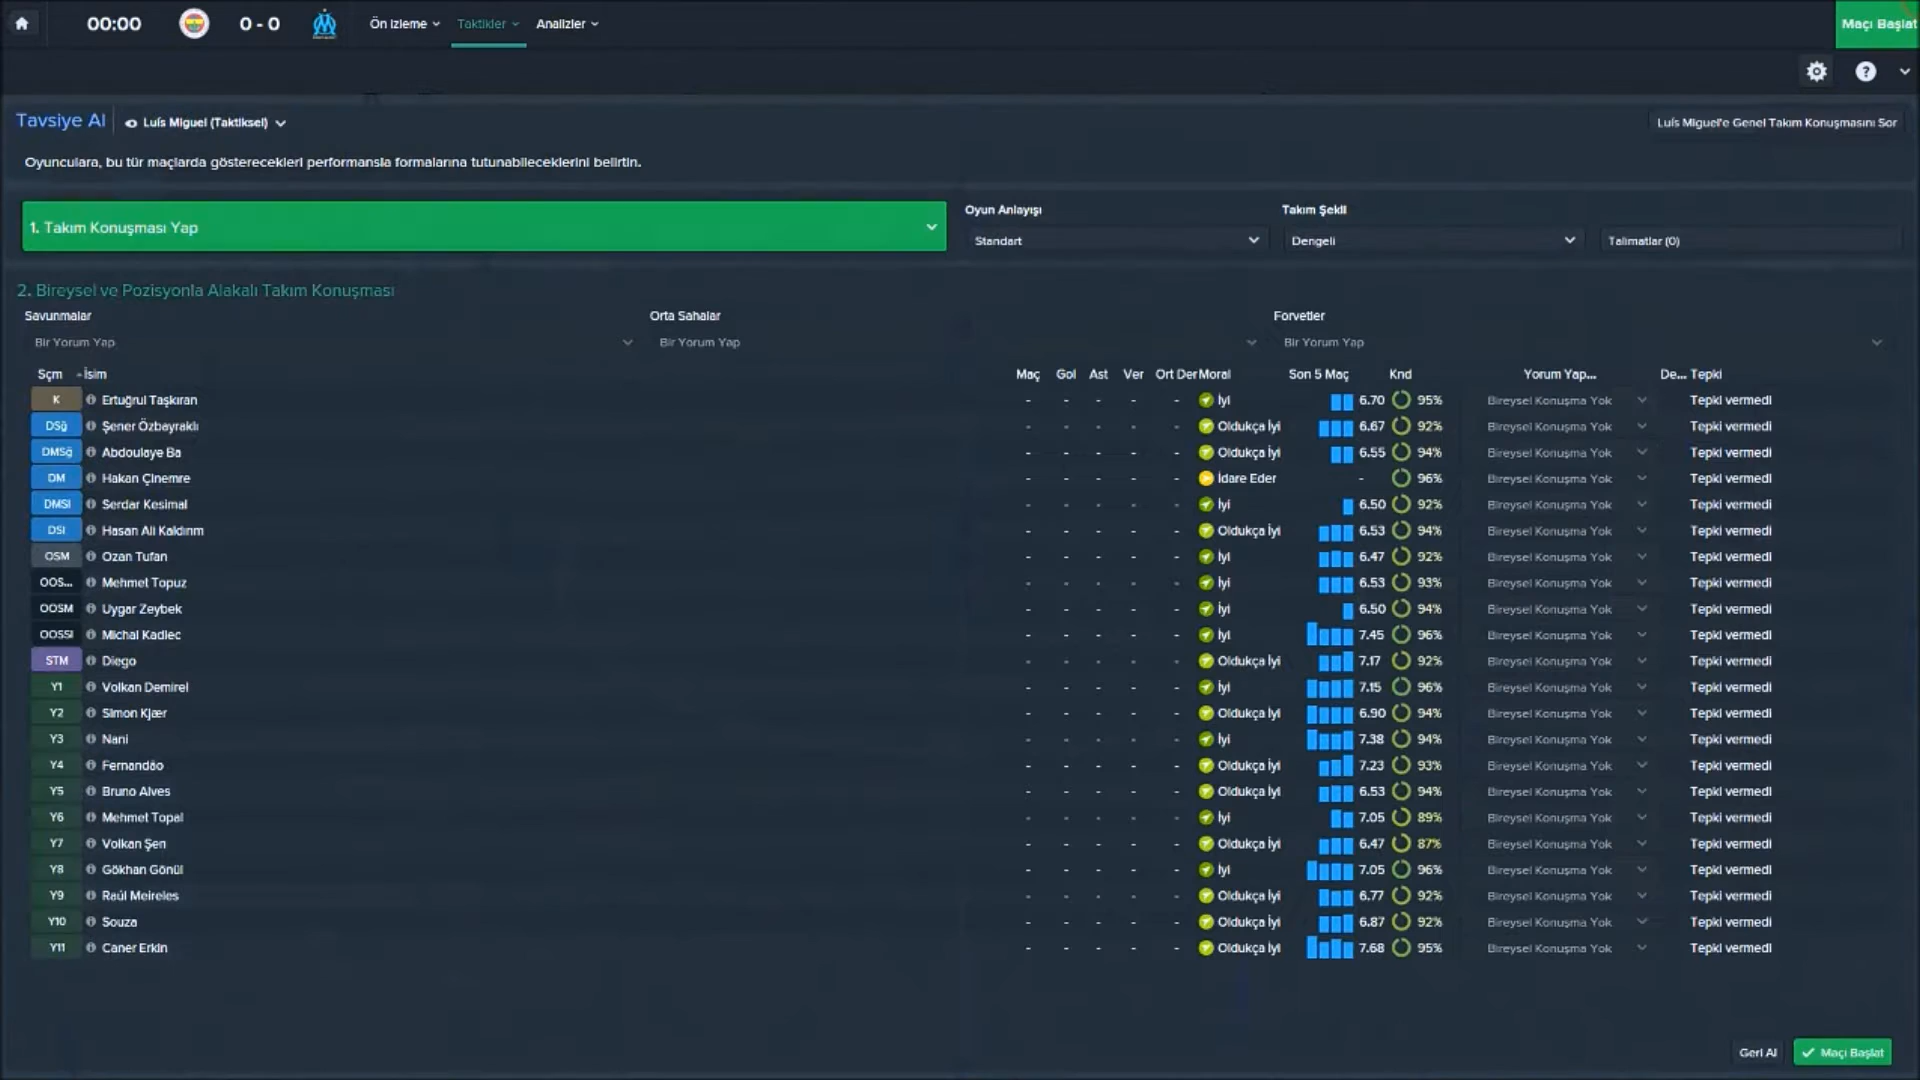 00:00 0 - 0 Ön İzleme Taktikler Analizler Maçı Başlat
Tavsiye Al Luís Miguel (Taktiksel) Luís Miguel'e Genel Takım Konuşmasını Sor
Oyunculara, bu tür maçlarda gösterecekleri performansla formalarına tutunabileceklerini belirtin.
1. Takım Konuşması Yap
Oyun Anlayışı Takım Şekli
Standart Dengeli Talimatlar (0)
2. Bireysel ve Pozisyonla Alakalı Takım Konuşması
Savunmalar Orta Sahalar Forvetler
Bir Yorum Yap Bir Yorum Yap Bir Yorum Yap
Sçm İsim Maç Gol Ast Ver Ort Der Moral Son 5 Maç Knd Yorum Yap... De... Tepki
K Ertuğrul Taşkıran - - - - - İyi 6.70 95% Bireysel Konuşma Yok Tepki vermedi
DSğ Şener Özbayraklı - - - - - Oldukça İyi 6.67 92% Bireysel Konuşma Yok Tepki vermedi
DMSğ Abdoulaye Ba - - - - - Oldukça İyi 6.55 94% Bireysel Konuşma Yok Tepki vermedi
DM Hakan Çinemre - - - - - İdare Eder - 96% Bireysel Konuşma Yok Tepki vermedi
DMSl Serdar Kesimal - - - - - İyi 6.50 92% Bireysel Konuşma Yok Tepki vermedi
DSl Hasan Ali Kaldırım - - - - - Oldukça İyi 6.53 94% Bireysel Konuşma Yok Tepki vermedi
OSM Ozan Tufan - - - - - İyi 6.47 92% Bireysel Konuşma Yok Tepki vermedi
OOS... Mehmet Topuz - - - - - İyi 6.53 93% Bireysel Konuşma Yok Tepki vermedi
OOSM Uygar Zeybek - - - - - İyi 6.50 94% Bireysel Konuşma Yok Tepki vermedi
OOSSl Michal Kadlec - - - - - İyi 7.45 96% Bireysel Konuşma Yok Tepki vermedi
STM Diego - - - - - Oldukça İyi 7.17 92% Bireysel Konuşma Yok Tepki vermedi
Y1 Volkan Demirel - - - - - İyi 7.15 96% Bireysel Konuşma Yok Tepki vermedi
Y2 Simon Kjær - - - - - Oldukça İyi 6.90 94% Bireysel Konuşma Yok Tepki vermedi
Y3 Nani - - - - - İyi 7.38 94% Bireysel Konuşma Yok Tepki vermedi
Y4 Fernandão - - - - - Oldukça İyi 7.23 93% Bireysel Konuşma Yok Tepki vermedi
Y5 Bruno Alves - - - - - Oldukça İyi 6.53 94% Bireysel Konuşma Yok Tepki vermedi
Y6 Mehmet Topal - - - - - İyi 7.05 89% Bireysel Konuşma Yok Tepki vermedi
Y7 Volkan Şen - - - - - Oldukça İyi 6.47 87% Bireysel Konuşma Yok Tepki vermedi
Y8 Gökhan Gönül - - - - - İyi 7.05 96% Bireysel Konuşma Yok Tepki vermedi
Y9 Raúl Meireles - - - - - Oldukça İyi 6.77 92% Bireysel Konuşma Yok Tepki vermedi
Y10 Souza - - - - - Oldukça İyi 6.87 92% Bireysel Konuşma Yok Tepki vermedi
Y11 Caner Erkin - - - - - Oldukça İyi 7.68 95% Bireysel Konuşma Yok Tepki vermedi
Geri Al Maçı Başlat